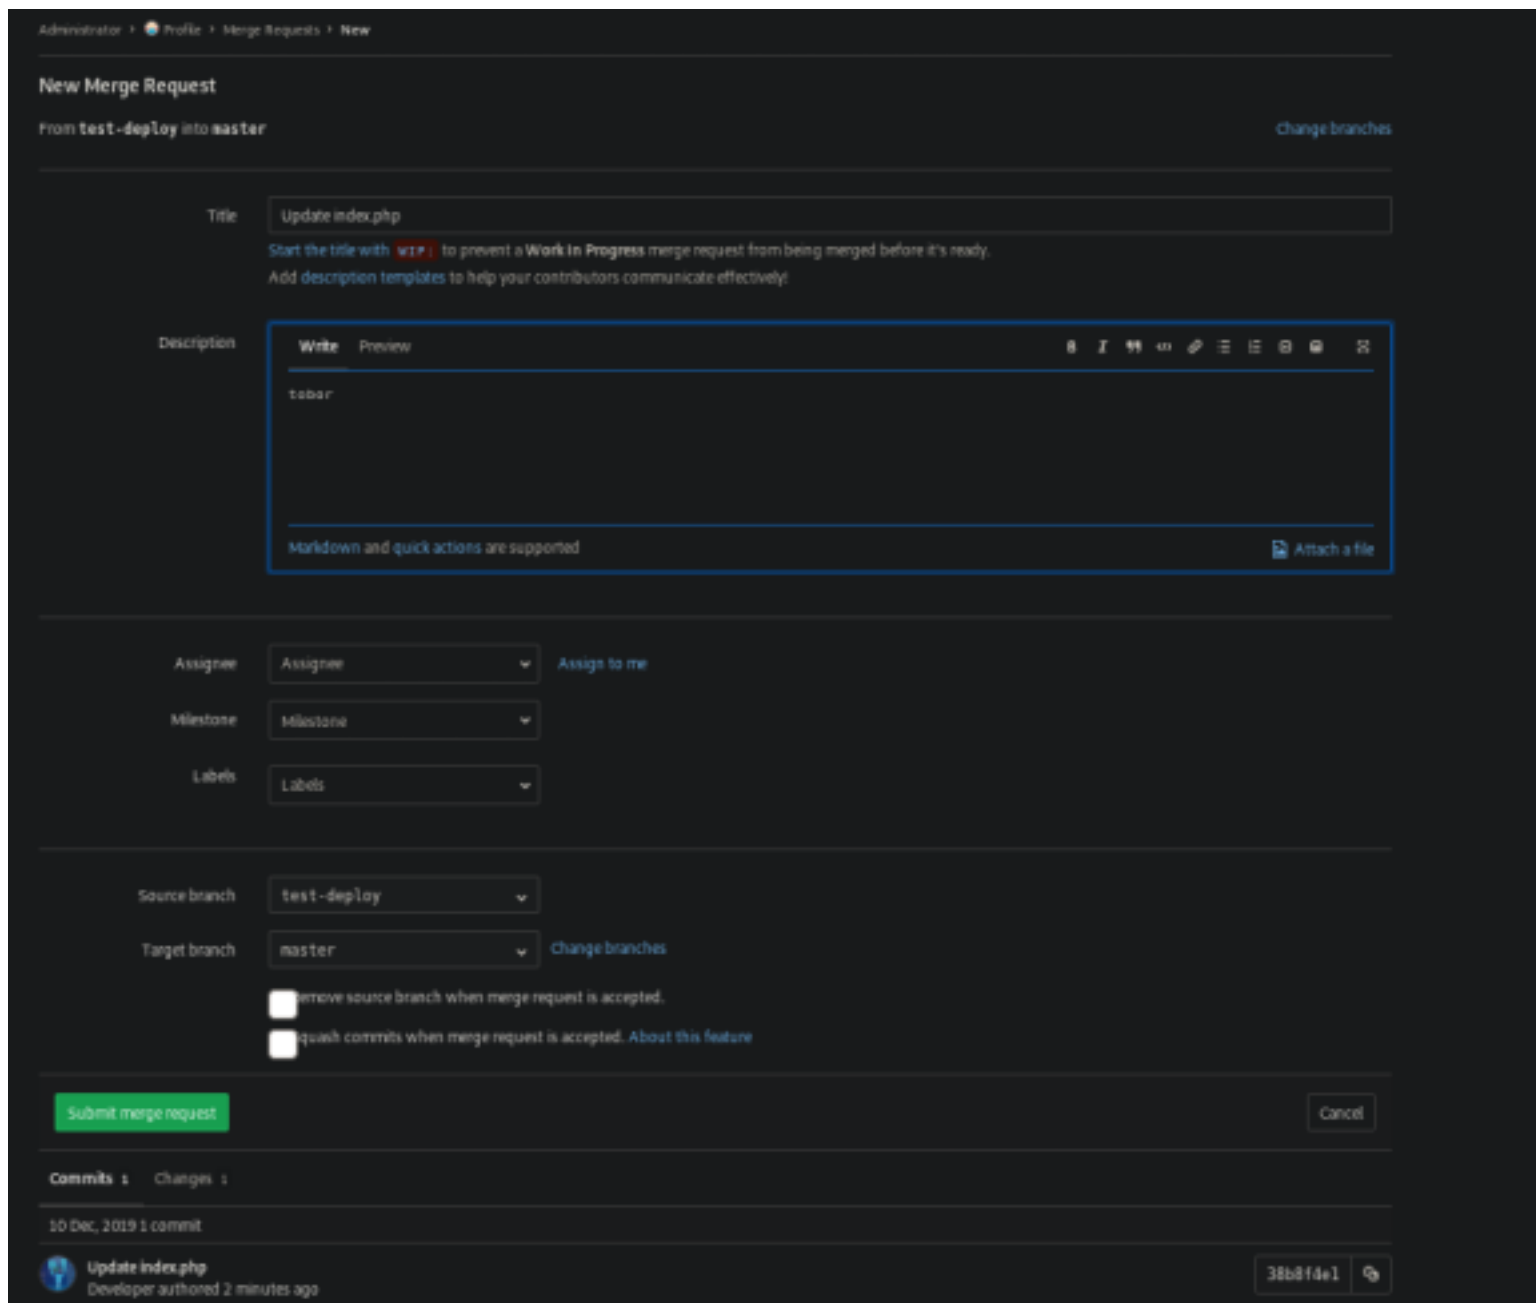 Administrator > Profile > Merge Requests > New
New Merge Request
From test-deploy into master
Change branches
Title
Update index.php
Start the title with WIP: to prevent a Work In Progress merge request from being merged before it's ready.
Add description templates to help your contributors communicate effectively!
Description
Write Preview
tobor
Markdown and quick actions are supported
Attach a file
Assignee
Assignee
Assign to me
Milestone
Milestone
Labels
Labels
Source branch
test-deploy
Target branch
master
Change branches
emove source branch when merge request is accepted.
quash commits when merge request is accepted. About this feature
Submit merge request
Cancel
Commits 1 Changes 1
10 Dec, 2019 1 commit
Update index.php
Developer authored 2 minutes ago
38b8f4e1